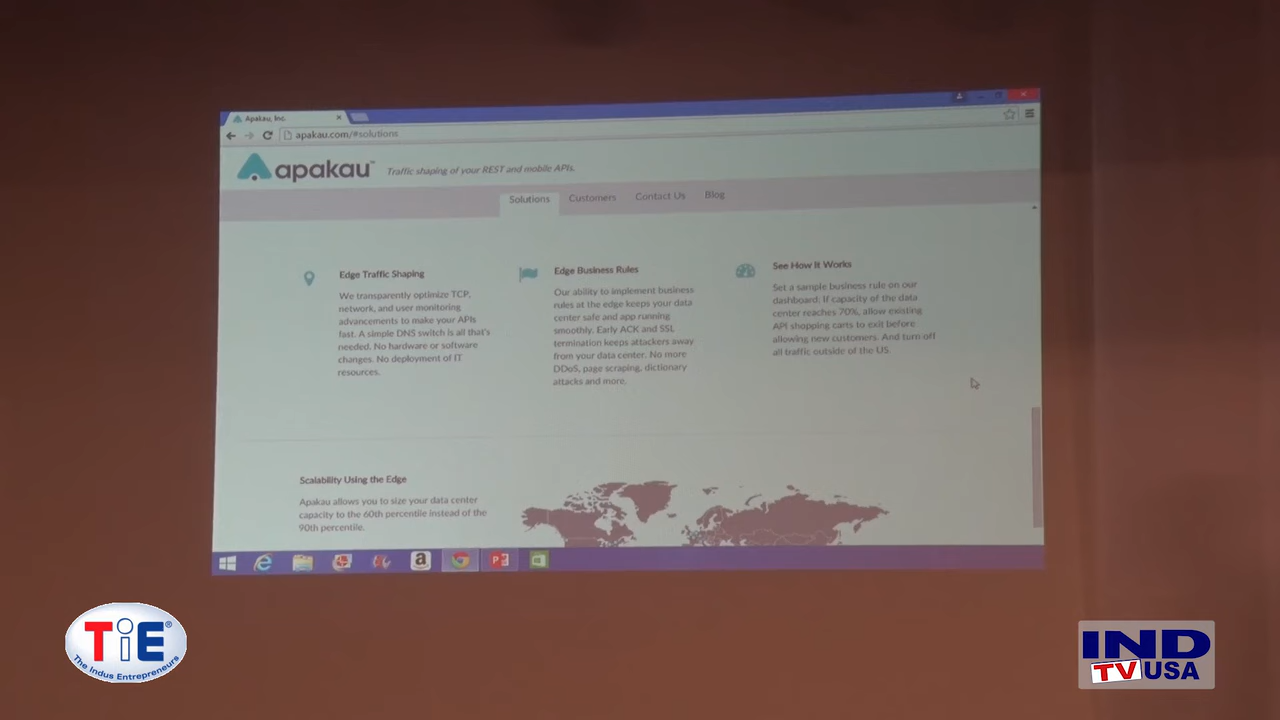 Apakau, Inc.
apakau.com/#solutions
apakau™ Traffic shaping of your REST and mobile APIs.
Solutions Customers Contact Us Blog
Edge Traffic Shaping
We transparently optimize TCP,
network, and user monitoring
advancements to make your APIs
fast. A simple DNS switch is all that's
needed. No hardware or software
changes. No deployment of IT
resources.
Edge Business Rules
Our ability to implement business
rules at the edge keeps your data
center safe and app running
smoothly. Early ACK and SSL
termination keeps attackers away
from your data center. No more
DDoS, page scraping, dictionary
attacks and more.
See How It Works
Set a sample business rule on our
dashboard: If capacity of the data
center reaches 70%, allow existing
API shopping carts to exit before
allowing new customers. And turn off
all traffic outside of the US.
Scalability Using the Edge
Apakau allows you to size your data center
capacity to the 60th percentile instead of the
90th percentile.
TiE®
The Indus Entrepreneurs
IND
TV USA